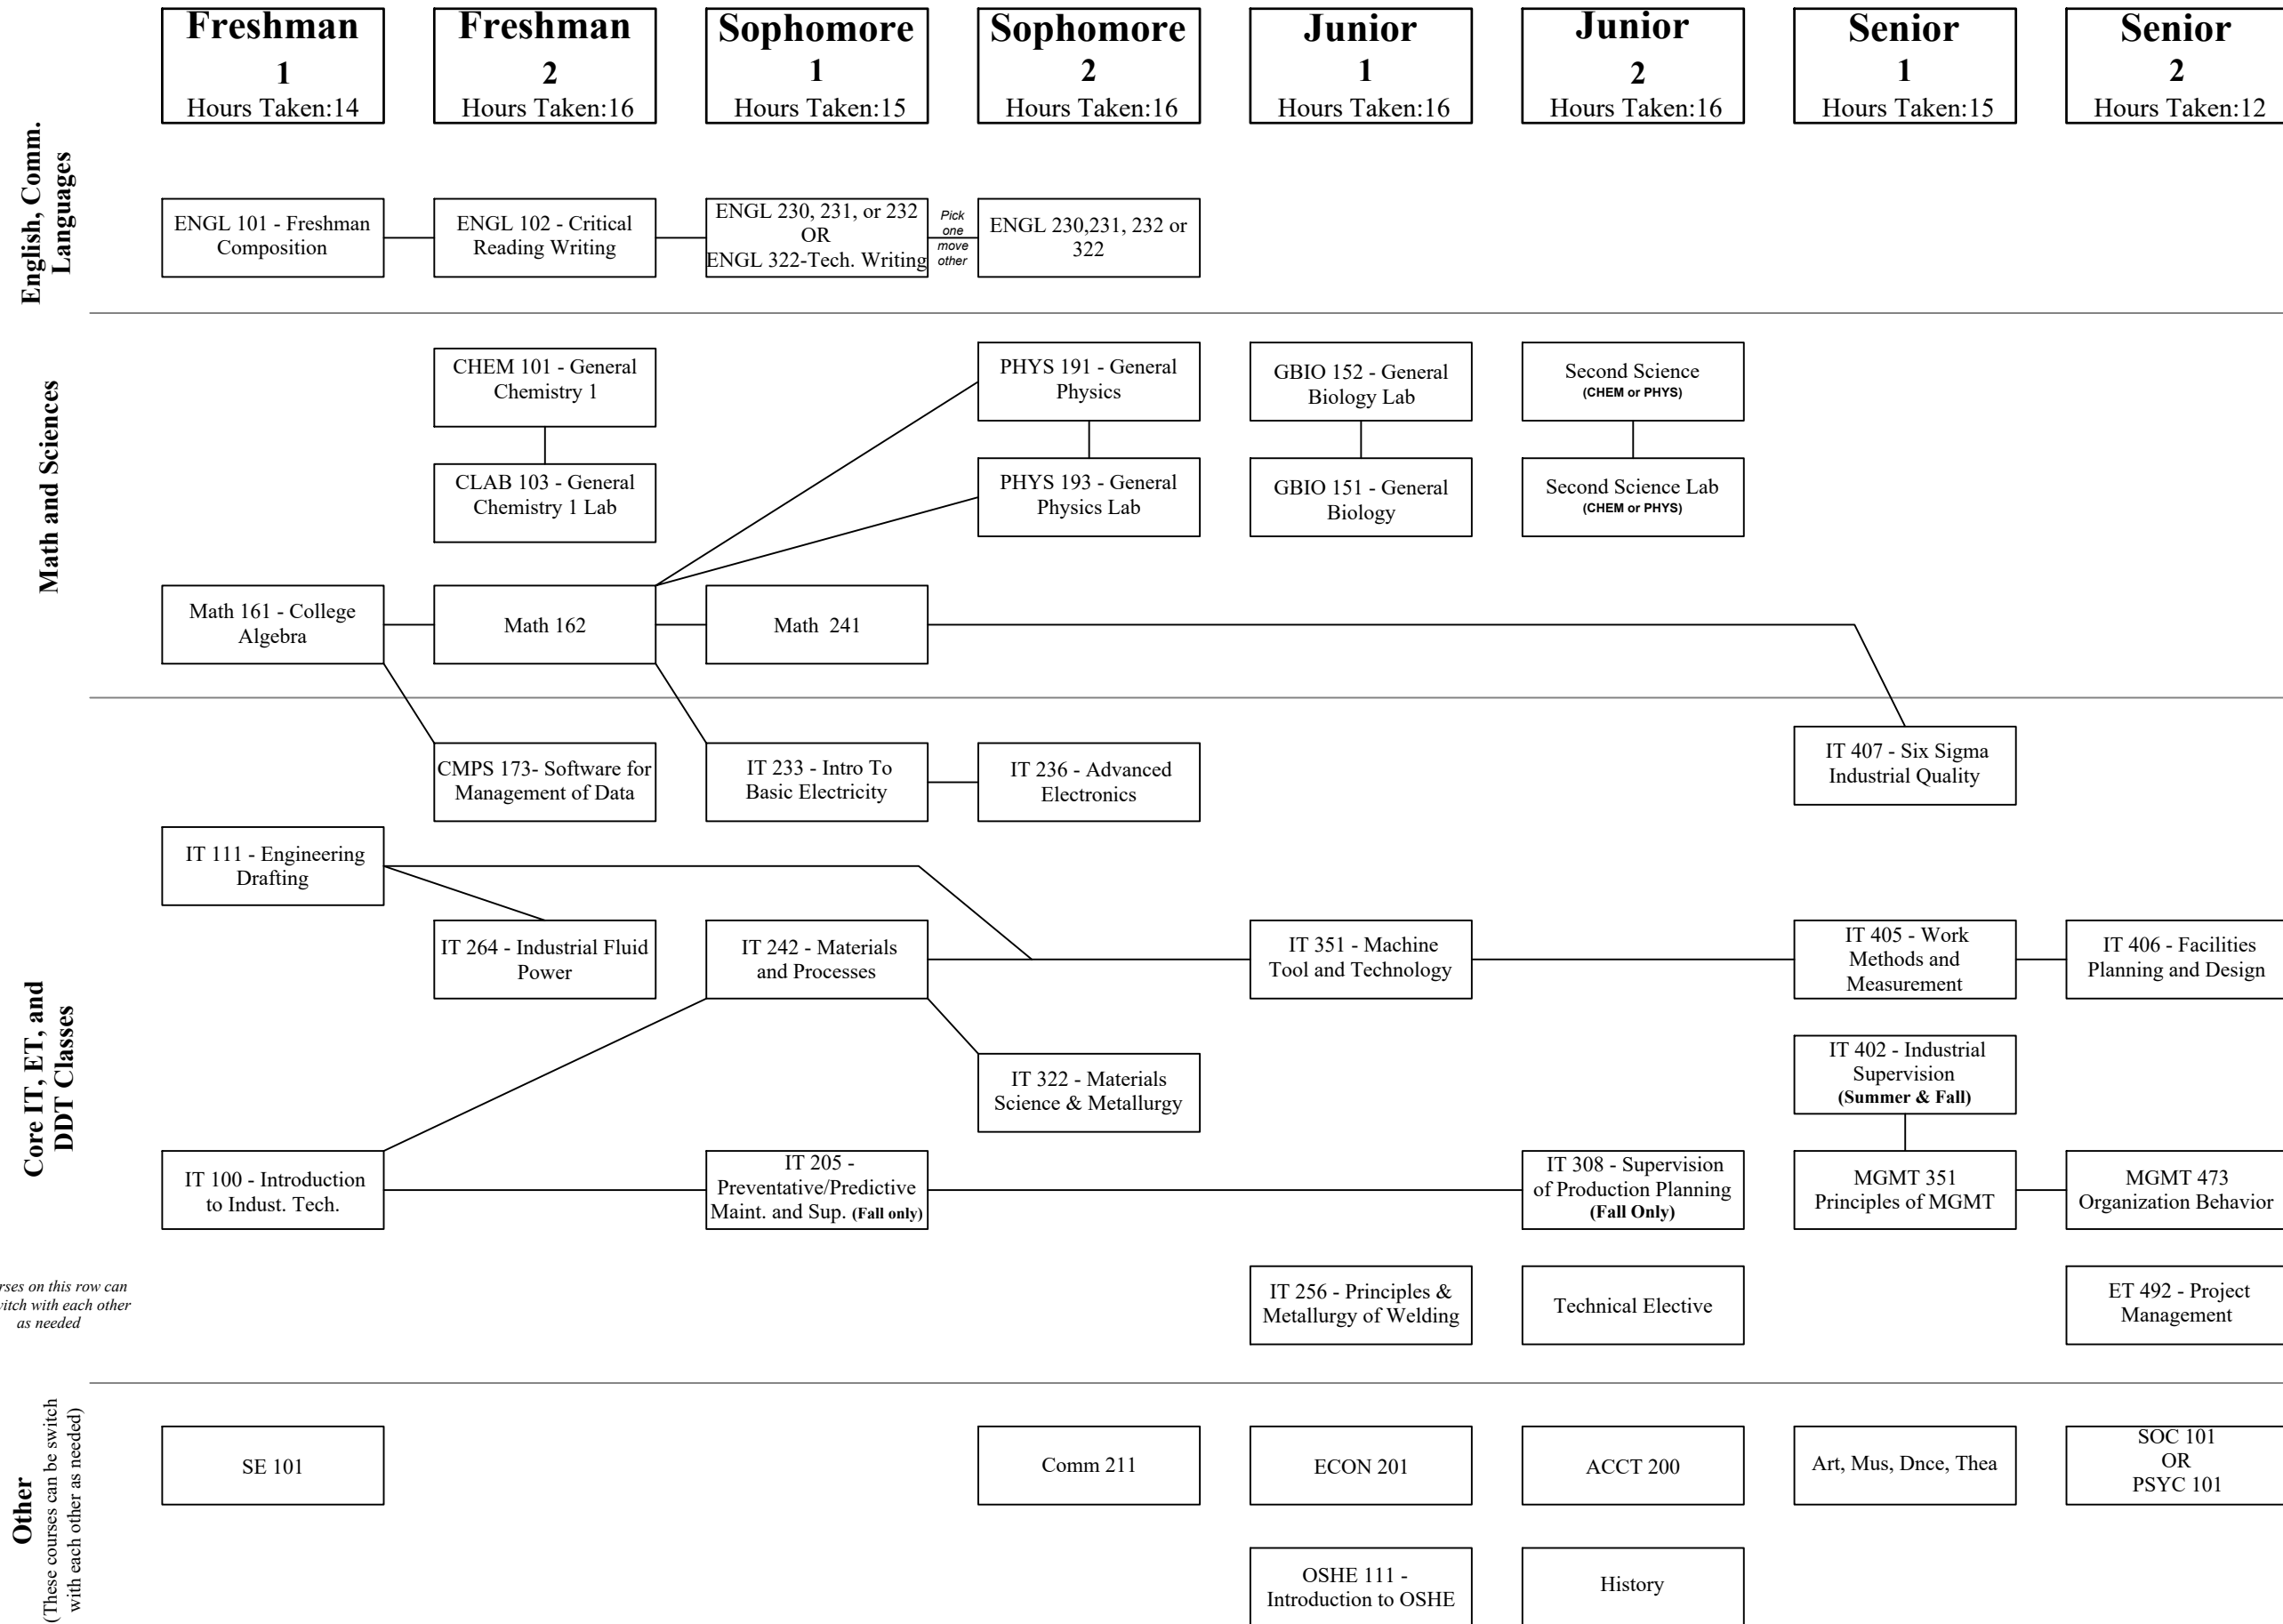 Freshman
1
Hours Taken:14
Freshman
2
Hours Taken:16
Sophomore
1
Hours Taken:15
Sophomore
2
Hours Taken:16
Junior
1
Hours Taken:16
Junior
2
Hours Taken:16
Senior
1
Hours Taken:15
Senior
2
Hours Taken:12
English, Comm.
Languages
ENGL 101 - Freshman
Composition
ENGL 102 - Critical
Reading Writing
ENGL 230, 231, or 232
OR
ENGL 322-Tech. Writing
Pick
one
move
other
ENGL 230,231, 232 or
322
Math and Sciences
CHEM 101 - General
Chemistry 1
PHYS 191 - General
Physics
GBIO 152 - General
Biology Lab
Second Science
(CHEM or PHYS)
CLAB 103 - General
Chemistry 1 Lab
PHYS 193 - General
Physics Lab
GBIO 151 - General
Biology
Second Science Lab
(CHEM or PHYS)
Math 161 - College
Algebra
Math 162
Math 241
Core IT, ET, and
DDT Classes
CMPS 173- Software for
Management of Data
IT 233 - Intro To
Basic Electricity
IT 236 - Advanced
Electronics
IT 407 - Six Sigma
Industrial Quality
IT 111 - Engineering
Drafting
IT 264 - Industrial Fluid
Power
IT 242 - Materials
and Processes
IT 351 - Machine
Tool and Technology
IT 405 - Work
Methods and
Measurement
IT 406 - Facilities
Planning and Design
IT 322 - Materials
Science & Metallurgy
IT 402 - Industrial
Supervision
(Summer & Fall)
IT 100 - Introduction
to Indust. Tech.
IT 205 -
Preventative/Predictive
Maint. and Sup. (Fall only)
IT 308 - Supervision
of Production Planning
(Fall Only)
MGMT 351
Principles of MGMT
MGMT 473
Organization Behavior
on this row can
with each other
as needed
IT 256 - Principles &
Metallurgy of Welding
Technical Elective
ET 492 - Project
Management
Other
(These courses can be switch
with each other as needed)
SE 101
Comm 211
ECON 201
ACCT 200
Art, Mus, Dnce, Thea
SOC 101
OR
PSYC 101
OSHE 111 -
Introduction to OSHE
History